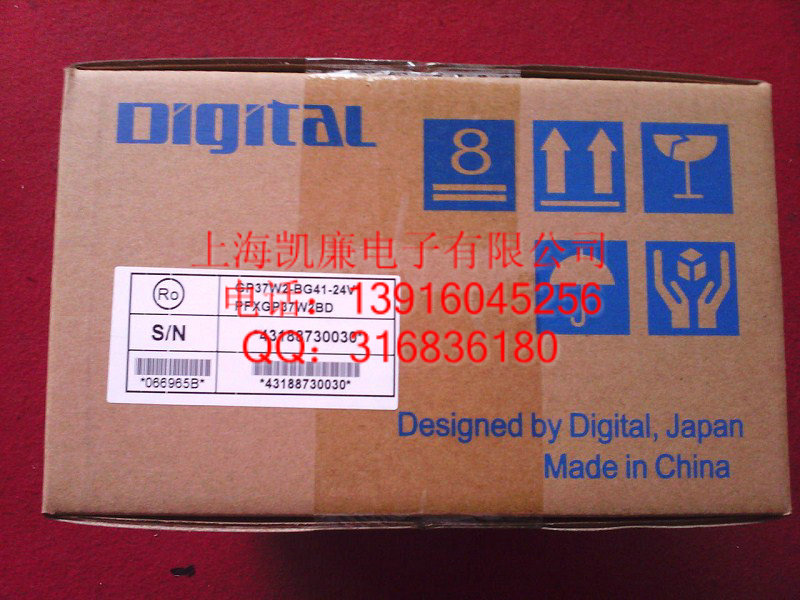 Digital
8
上海凯廉电子有限公司
电话：13916045256
QQ：316836180
Ro
GP37W2-BG41-24V
PFXGP37W2BD
S/N
*43188730030*
*066965B*
*43188730030*
Designed by Digital, Japan
Made in China